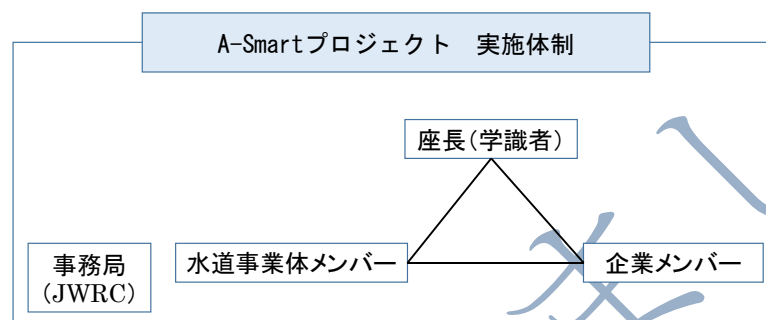 A-Smartプロジェクト　実施体制
座長(学識者)
事務局
(JWRC)
水道事業体メンバー
企業メンバー